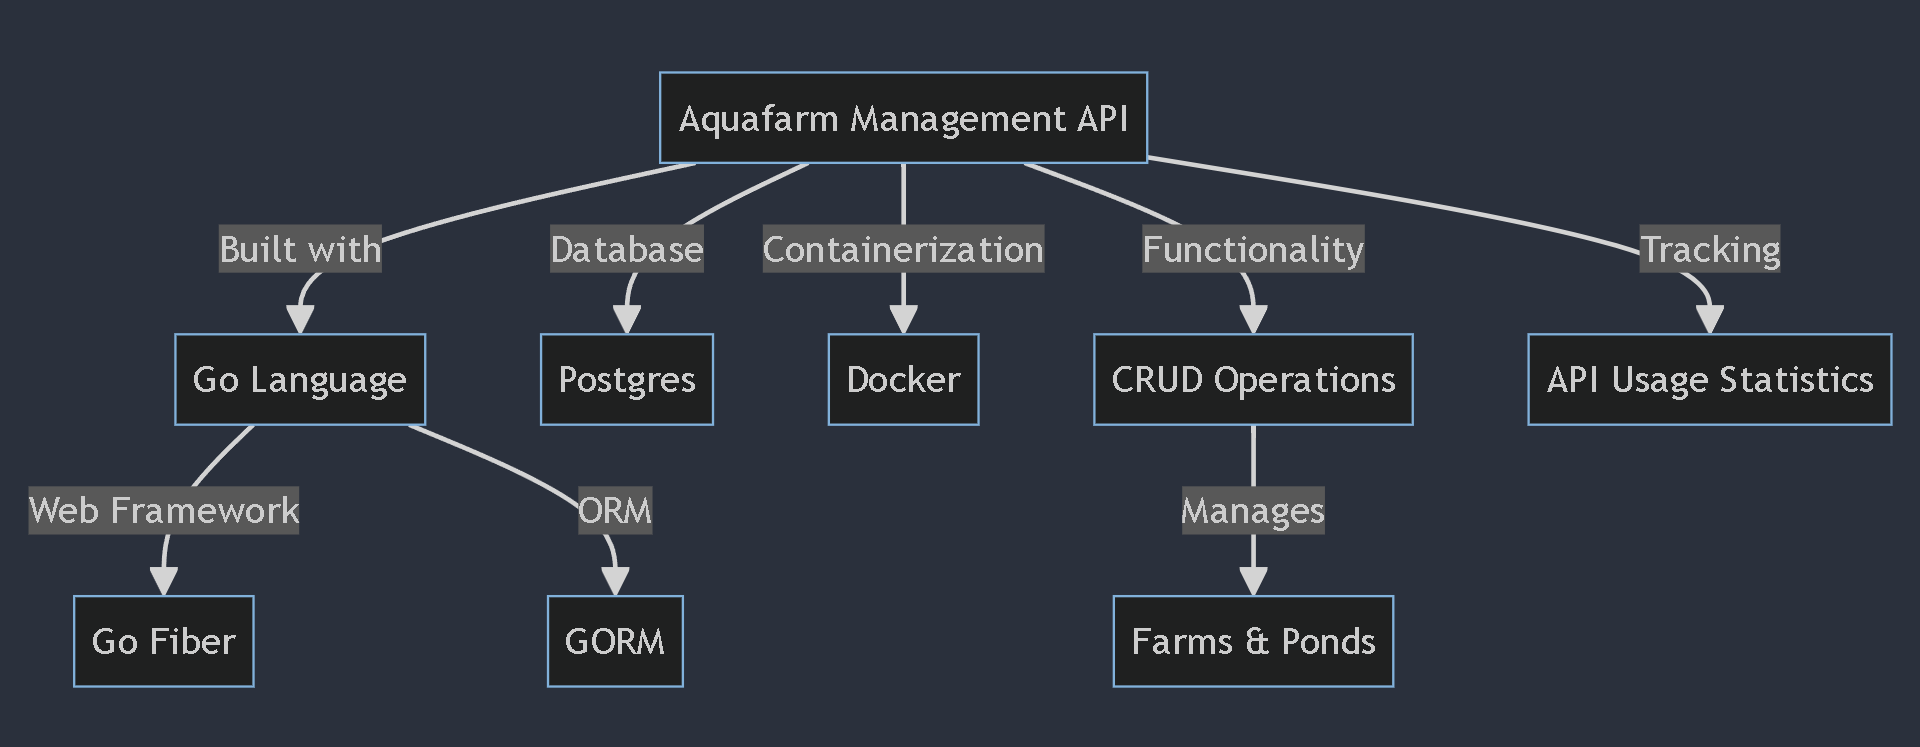 Aquafarm Management API
Built with
Database
Containerization
Functionality
Tracking
Go Language
Postgres
Docker
CRUD Operations
API Usage Statistics
Web Framework
ORM
Manages
Go Fiber
GORM
Farms & Ponds